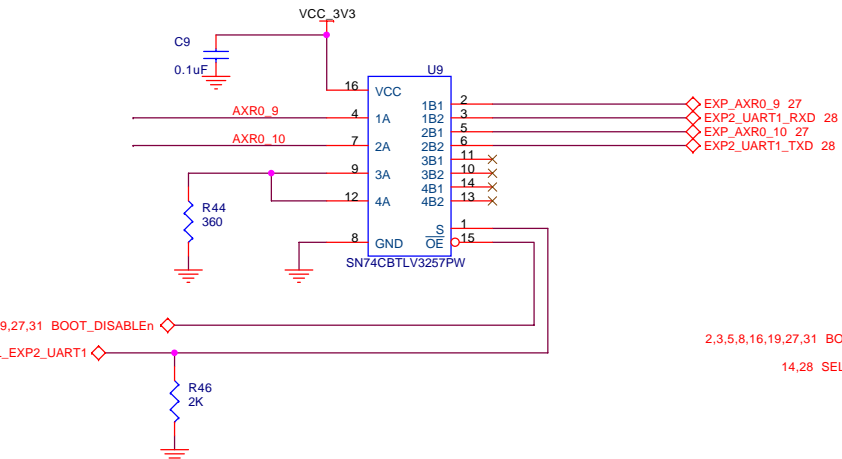 VCC_3V3
C9
0.1uF
U9
16 VCC
4 1A
7 2A
9 3A
12 4A
8 GND
1B1 2
1B2 3
2B1 5
2B2 6
3B1 11
3B2 10
4B1 14
4B2 13
S 1
OE 15
SN74CBTLV3257PW
AXR0_9
AXR0_10
EXP_AXR0_9 27
EXP2_UART1_RXD 28
EXP_AXR0_10 27
EXP2_UART1_TXD 28
R44
360
9,27,31 BOOT_DISABLEn
L_EXP2_UART1
R46
2K
2,3,5,8,16,19,27,31 BO
14,28 SEL